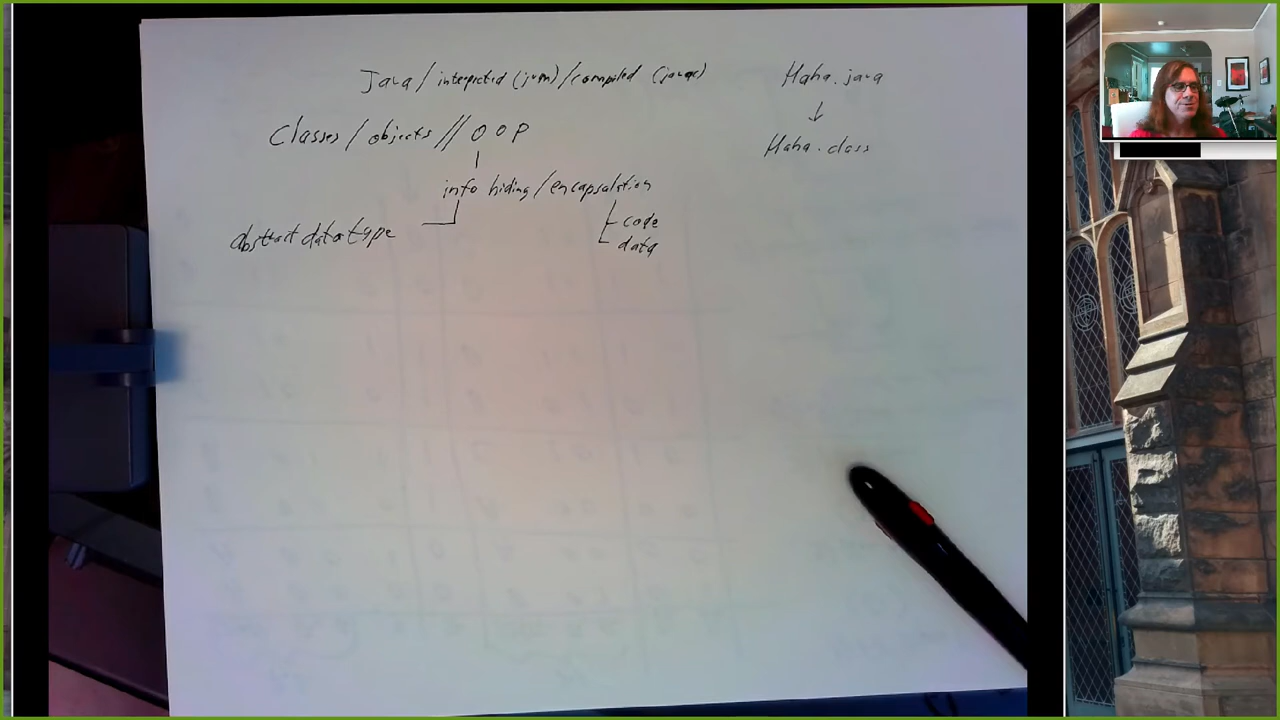 Java / interpreted (jvm) / compiled (javac)
Haha.java
↓
Haha.class
Classes / objects // OOP
info hiding / encapsulation
abstract data type
code
data